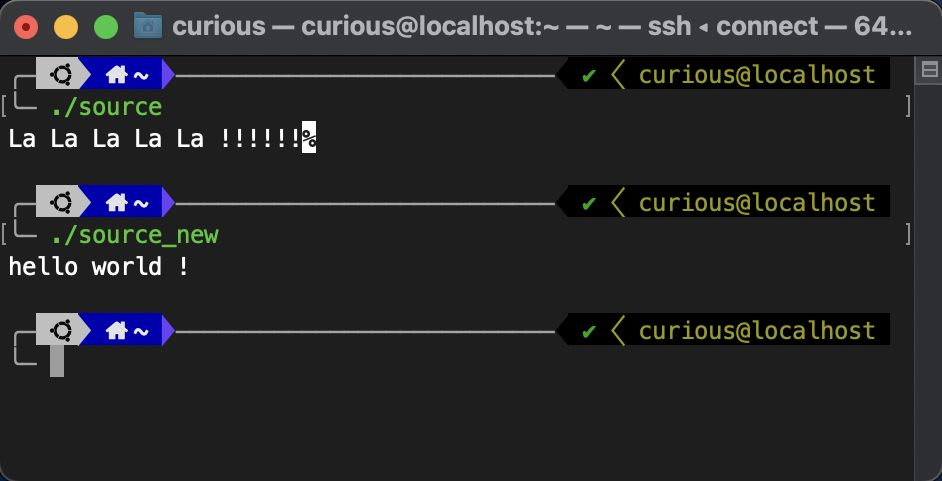 curious — curious@localhost:~ — ~ — ssh ◂ connect — 64...
~ ✔ curious@localhost
[ ./source ]
La La La La La !!!!!!%
~ ✔ curious@localhost
[ ./source_new ]
hello world !
~ ✔ curious@localhost